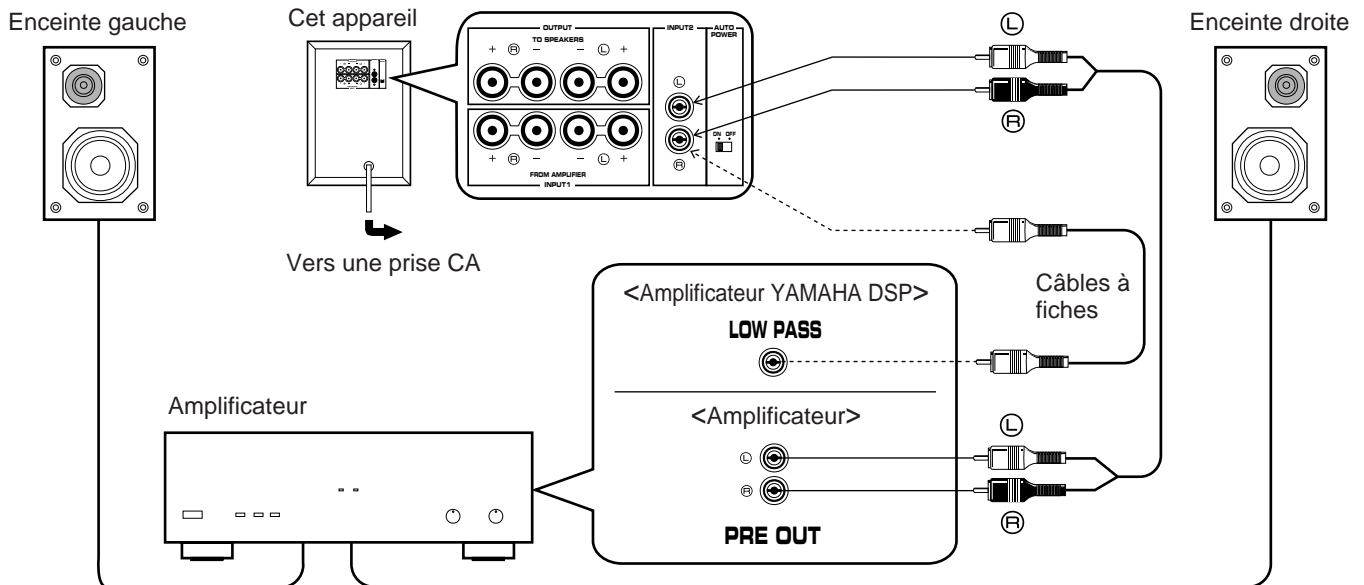 Enceinte gauche
Cet appareil
Enceinte droite
OUTPUT
TO SPEAKERS
+ Ⓡ − − Ⓛ +
INPUT2
AUTO
POWER
Ⓛ
ON OFF
Ⓡ
+ Ⓡ − − Ⓛ +
FROM AMPLIFIER
INPUT1
Ⓛ
Ⓡ
Vers une prise CA
Câbles à
fiches
<Amplificateur YAMAHA DSP>
LOW PASS
Amplificateur
<Amplificateur>
Ⓛ
Ⓡ
PRE OUT
Ⓛ
Ⓡ